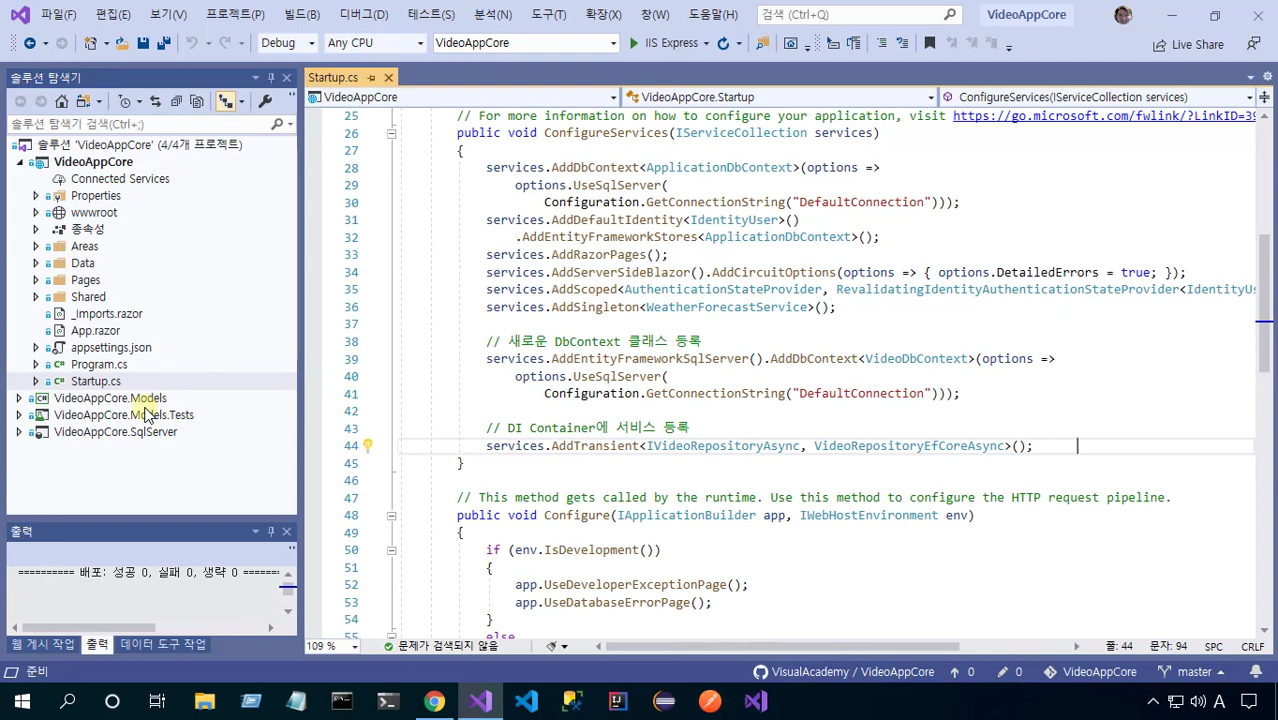 파일(F) 편집(E) 보기(V) 프로젝트(P) 빌드(B) 디버그(D) 테스트(S) 분석(N) 도구(T) 확장(X) 창(W) 도움말(H) 검색 (Ctrl+Q) VideoAppCore
Debug Any CPU VideoAppCore IIS Express Live Share
솔루션 탐색기
솔루션 탐색기 검색(Ctrl+;)
솔루션 'VideoAppCore' (4/4개 프로젝트)
VideoAppCore
Connected Services
Properties
wwwroot
종속성
Areas
Data
Pages
Shared
_Imports.razor
App.razor
appsettings.json
Program.cs
Startup.cs
VideoAppCore.Models
VideoAppCore.Models.Tests
VideoAppCore.SqlServer
출력
========== 배포: 성공 0, 실패 0, 생략 0 =======
웹 게시 작업 출력 데이터 도구 작업
Startup.cs
VideoAppCore VideoAppCore.Startup ConfigureServices(IServiceCollection services)
25 // For more information on how to configure your application, visit https://go.microsoft.com/fwlink/?LinkID=39
26 public void ConfigureServices(IServiceCollection services)
27 {
28 services.AddDbContext<ApplicationDbContext>(options =>
29 options.UseSqlServer(
30 Configuration.GetConnectionString("DefaultConnection")));
31 services.AddDefaultIdentity<IdentityUser>()
32 .AddEntityFrameworkStores<ApplicationDbContext>();
33 services.AddRazorPages();
34 services.AddServerSideBlazor().AddCircuitOptions(options => { options.DetailedErrors = true; });
35 services.AddScoped<AuthenticationStateProvider, RevalidatingIdentityAuthenticationStateProvider<IdentityUs
36 services.AddSingleton<WeatherForecastService>();
37
38 // 새로운 DbContext 클래스 등록
39 services.AddEntityFrameworkSqlServer().AddDbContext<VideoDbContext>(options =>
40 options.UseSqlServer(
41 Configuration.GetConnectionString("DefaultConnection")));
42
43 // DI Container에 서비스 등록
44 services.AddTransient<IVideoRepositoryAsync, VideoRepositoryEfCoreAsync>();
45 }
46
47 // This method gets called by the runtime. Use this method to configure the HTTP request pipeline.
48 public void Configure(IApplicationBuilder app, IWebHostEnvironment env)
49 {
50 if (env.IsDevelopment())
51 {
52 app.UseDeveloperExceptionPage();
53 app.UseDatabaseErrorPage();
54 }
55 else
109 % 문제가 검색되지 않음 줄: 44 문자: 94 SPC CRLF
준비 VisualAcademy / VideoAppCore 0 0 VideoAppCore master
A